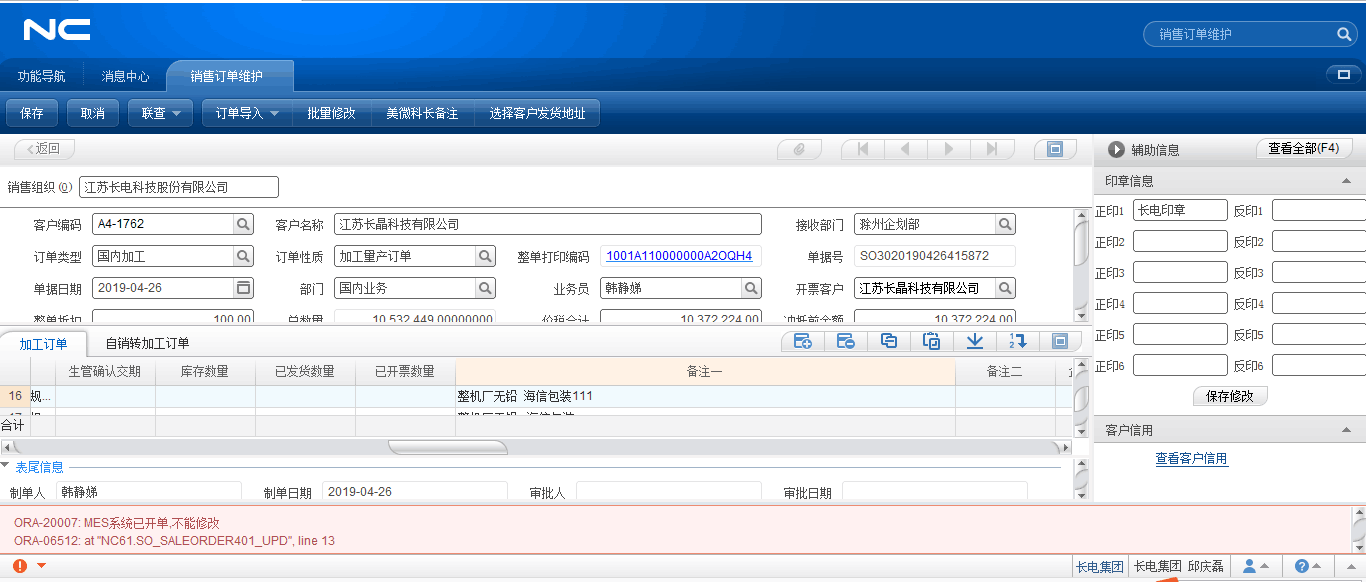 NC
销售订单维护
功能导航 消息中心 销售订单维护
保存 取消 联查 订单导入 批量修改 美微科长备注 选择客户发货地址
返回
辅助信息 查看全部(F4)
销售组织 (O) 江苏长电科技股份有限公司
印章信息
客户编码 A4-1762 客户名称 江苏长晶科技有限公司 接收部门 滁州企划部
订单类型 国内加工 订单性质 加工量产订单 整单打印编码 1001A110000000A2OQH4 单据号 SO3020190426415872
单据日期 2019-04-26 部门 国内业务 业务员 韩静娣 开票客户 江苏长晶科技有限公司
整单折扣 100.00 总数量 10,532,449.00000000 价税合计 10,372,224.00 冲抵前金额 10,372,224.00
正印1 长电印章 反印1
正印2 反印2
正印3 反印3
正印4 反印4
正印5 反印5
正印6 反印6
保存修改
客户信用
查看客户信用
加工订单 自销转加工订单
生管确认交期 库存数量 已发货数量 已开票数量 备注一 备注二
16 规... 整机厂无铅 海信包装111
合计
表尾信息
制单人 韩静娣 制单日期 2019-04-26 审批人 审批日期
ORA-20007: MES系统已开单,不能修改
ORA-06512: at "NC61.SO_SALEORDER401_UPD", line 13
长电集团 长电集团 邱庆磊